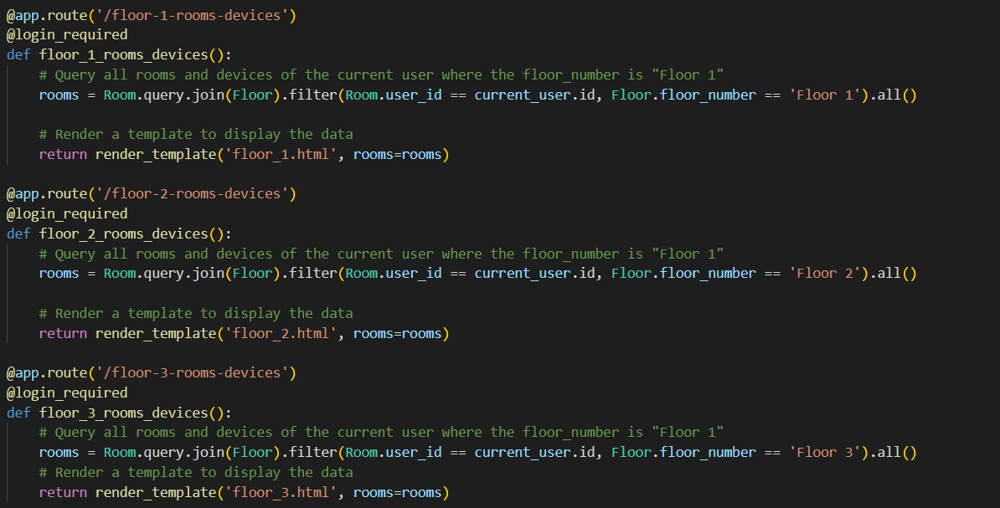 @app.route('/floor-1-rooms-devices')
@login_required
def floor_1_rooms_devices():
    # Query all rooms and devices of the current user where the floor_number is "Floor 1"
    rooms = Room.query.join(Floor).filter(Room.user_id == current_user.id, Floor.floor_number == 'Floor 1').all()

    # Render a template to display the data
    return render_template('floor_1.html', rooms=rooms)

@app.route('/floor-2-rooms-devices')
@login_required
def floor_2_rooms_devices():
    # Query all rooms and devices of the current user where the floor_number is "Floor 1"
    rooms = Room.query.join(Floor).filter(Room.user_id == current_user.id, Floor.floor_number == 'Floor 2').all()

    # Render a template to display the data
    return render_template('floor_2.html', rooms=rooms)

@app.route('/floor-3-rooms-devices')
@login_required
def floor_3_rooms_devices():
    # Query all rooms and devices of the current user where the floor_number is "Floor 1"
    rooms = Room.query.join(Floor).filter(Room.user_id == current_user.id, Floor.floor_number == 'Floor 3').all()
    # Render a template to display the data
    return render_template('floor_3.html', rooms=rooms)